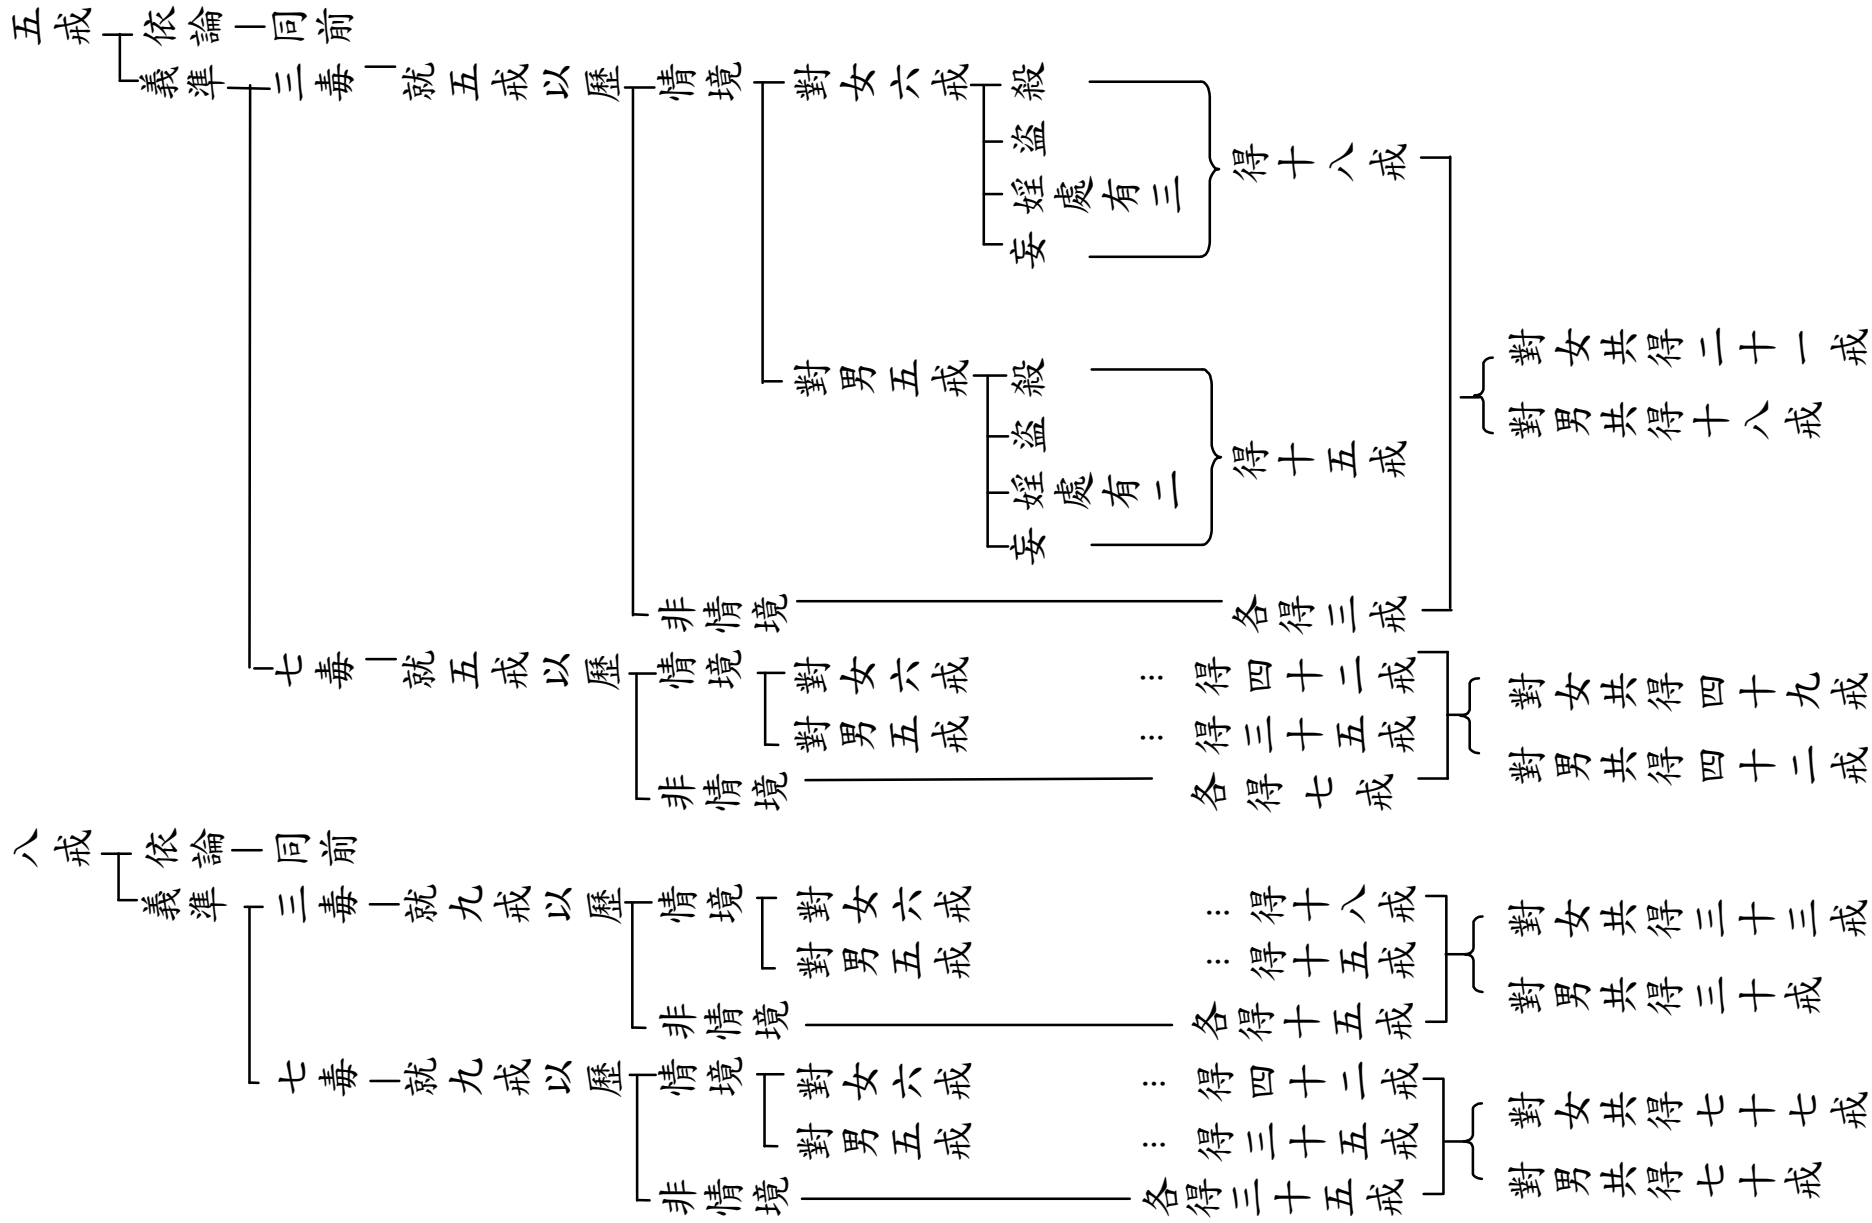 五戒
依論
同前
義準
三毒
就五戒以歷
情境
對女六戒
殺
盜
婬處有三
妄
得十八戒
對男五戒
殺
盜
婬處有二
妄
得十五戒
非情境
各得三戒
對女共得二十一戒
對男共得十八戒
七毒
就五戒以歷
情境
對女六戒
…得四十二戒
對男五戒
…得三十五戒
非情境
各得七戒
對女共得四十九戒
對男共得四十二戒
八戒
依論
同前
義準
三毒
就九戒以歷
情境
對女六戒
…得十八戒
對男五戒
…得十五戒
非情境
各得十五戒
對女共得三十三戒
對男共得三十戒
七毒
就九戒以歷
情境
對女六戒
…得四十二戒
對男五戒
…得三十五戒
非情境
各得三十五戒
對女共得七十七戒
對男共得七十戒